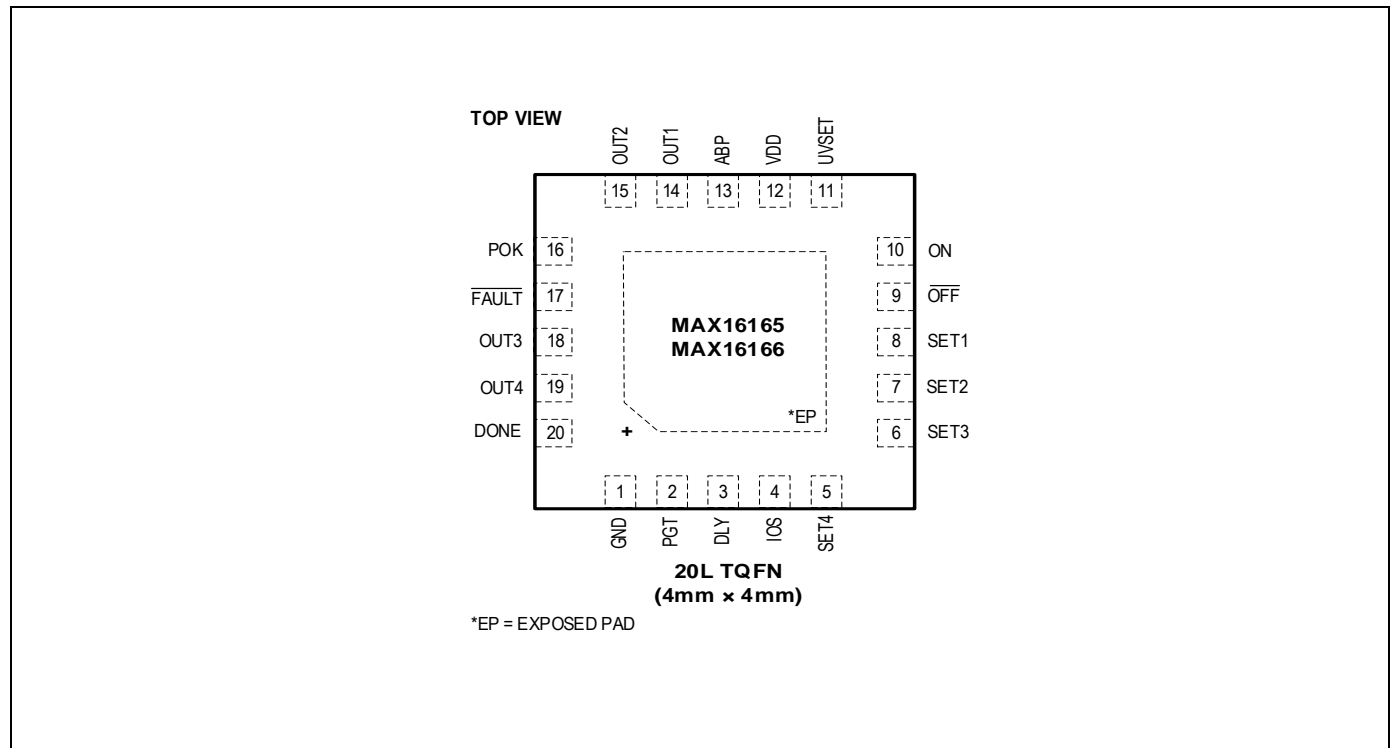 TOP VIEW
OUT2
OUT1
ABP
VDD
UVSET
15
14
13
12
11
POK 16
10 ON
F̅A̅U̅L̅T̅ 17
9 O̅F̅F̅
OUT3 18
8 SET1
OUT4 19
7 SET2
DONE 20
6 SET3
MAX16165
MAX16166
*EP
+
1
2
3
4
5
GND
PGT
DLY
IOS
SET4
20L TQFN
(4mm × 4mm)
*EP = EXPOSED PAD